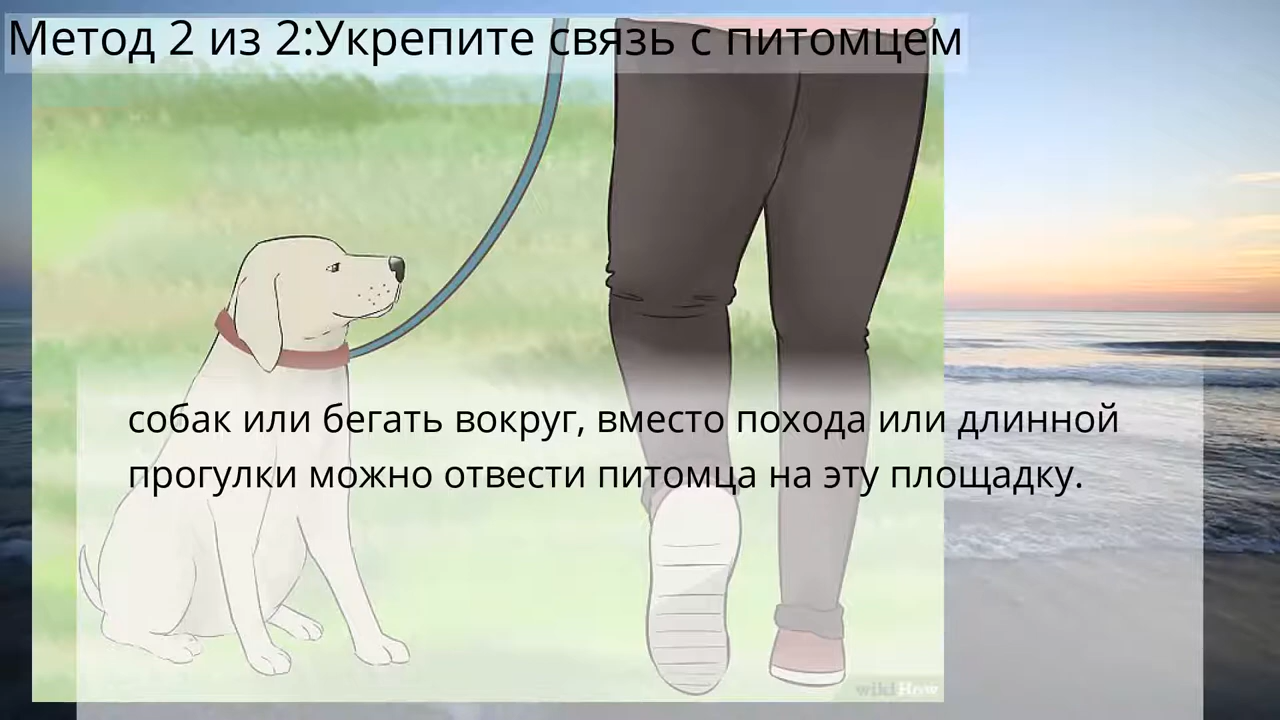 Метод 2 из 2:Укрепите связь с питомцем
собак или бегать вокруг, вместо похода или длинной
прогулки можно отвести питомца на эту площадку.
wikiHow